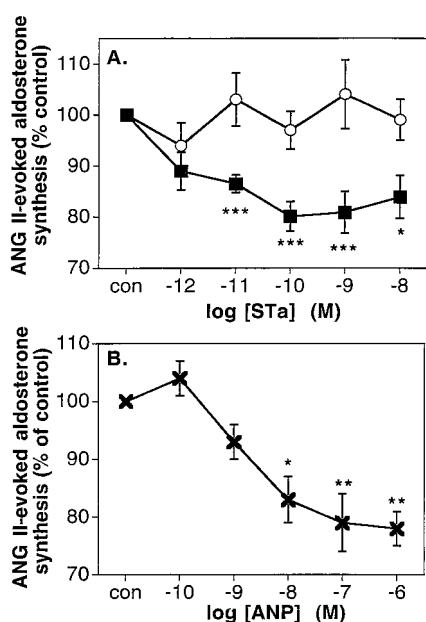 A.
ANG II-evoked aldosterone
synthesis (% control)
110
100
90
80
70
***
***
***
*
con
-12
-11
-10
-9
-8
log [STa] (M)
B.
ANG II-evoked aldosterone
synthesis (% of control)
110
100
90
80
70
*
**
**
con
-10
-9
-8
-7
-6
log [ANP] (M)